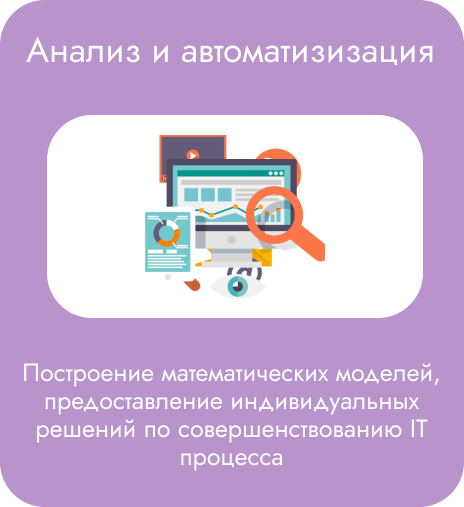 Анализ и автоматизизация
Построение математических моделей,
предоставление индивидуальных
решений по совершенствованию IT
процесса